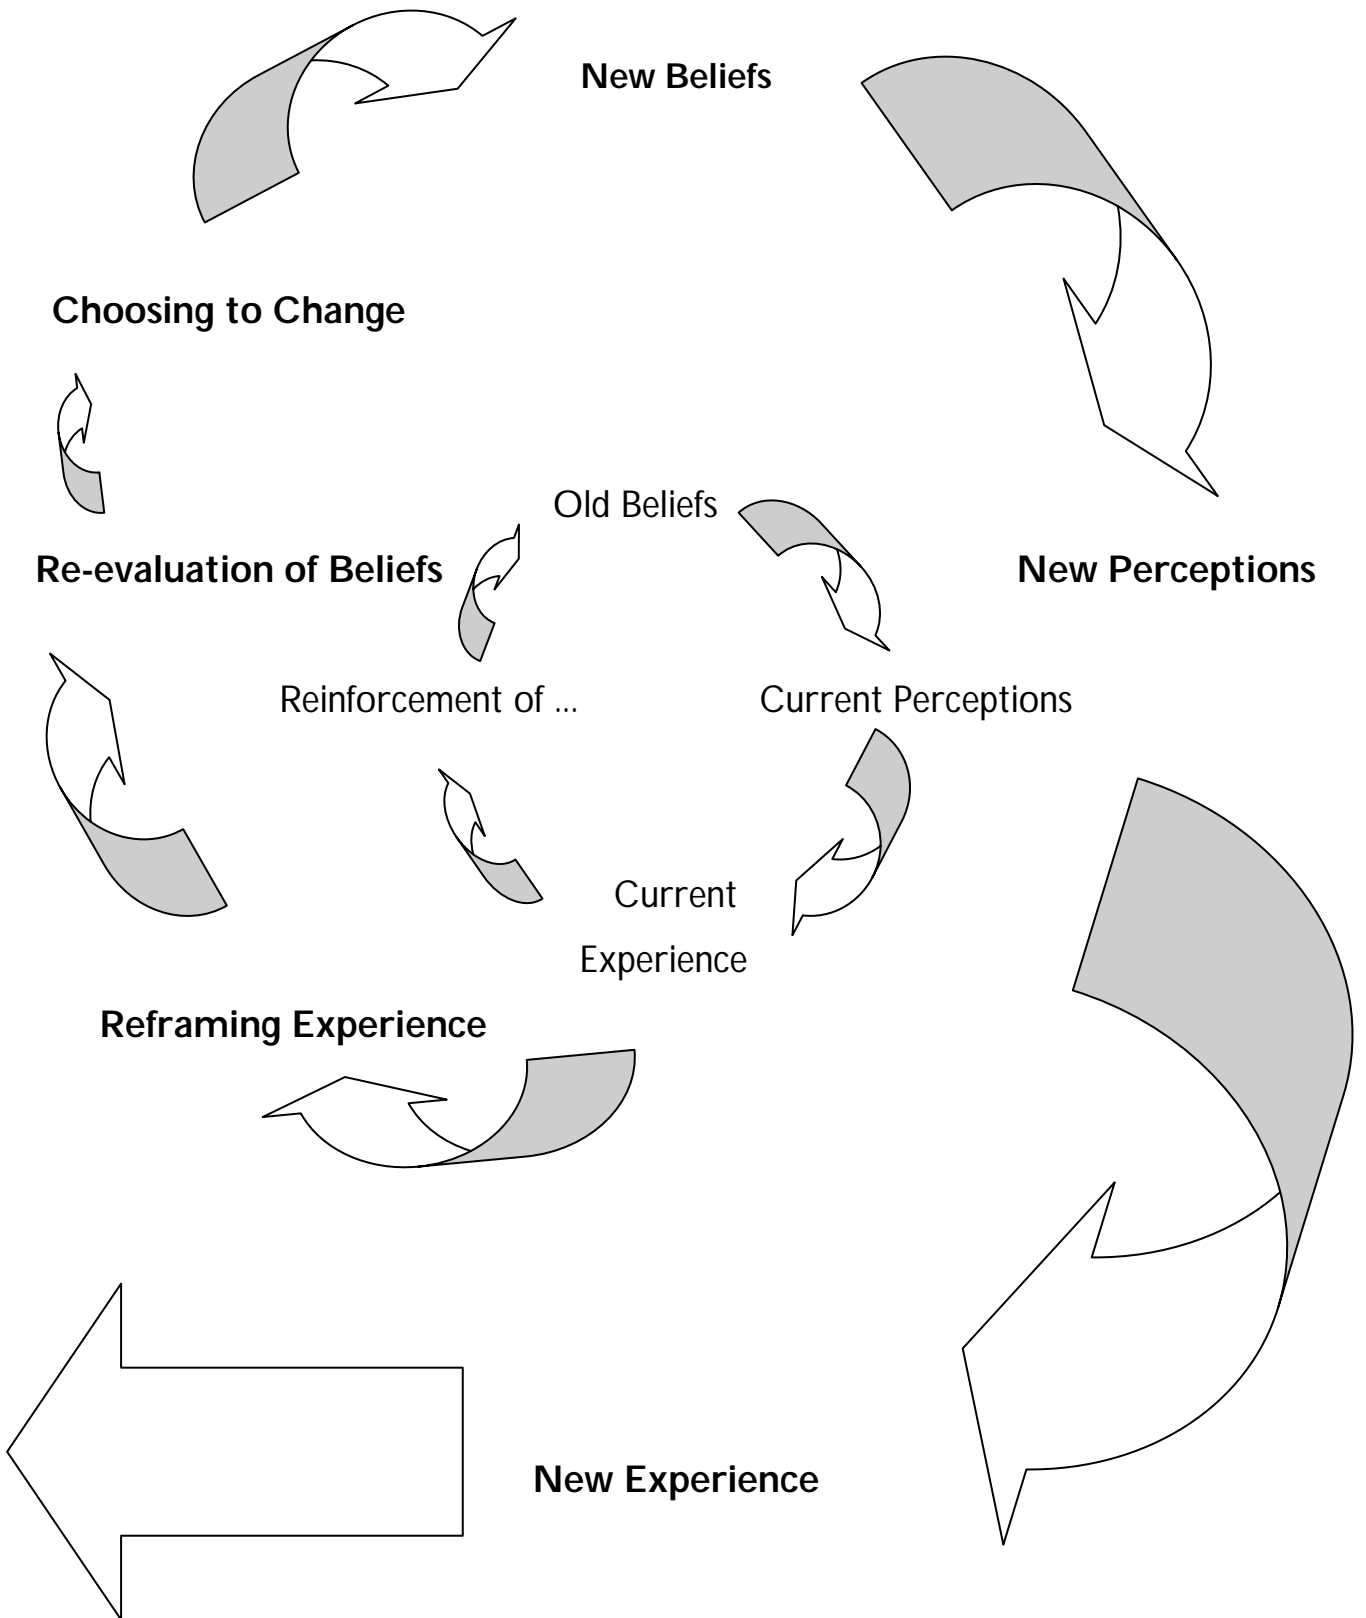 New Beliefs
Choosing to Change
Old Beliefs
Re-evaluation of Beliefs
New Perceptions
Reinforcement of ...
Current Perceptions
Current
Experience
Reframing Experience
New Experience